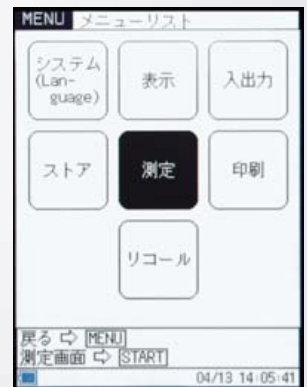 MENU メニューリスト
システム
(Lan-
guage)
表示
入出力
ストア
測定
印刷
リコール
戻る ⇨ MENU
測定画面 ⇨ START
04/13 14:05:41